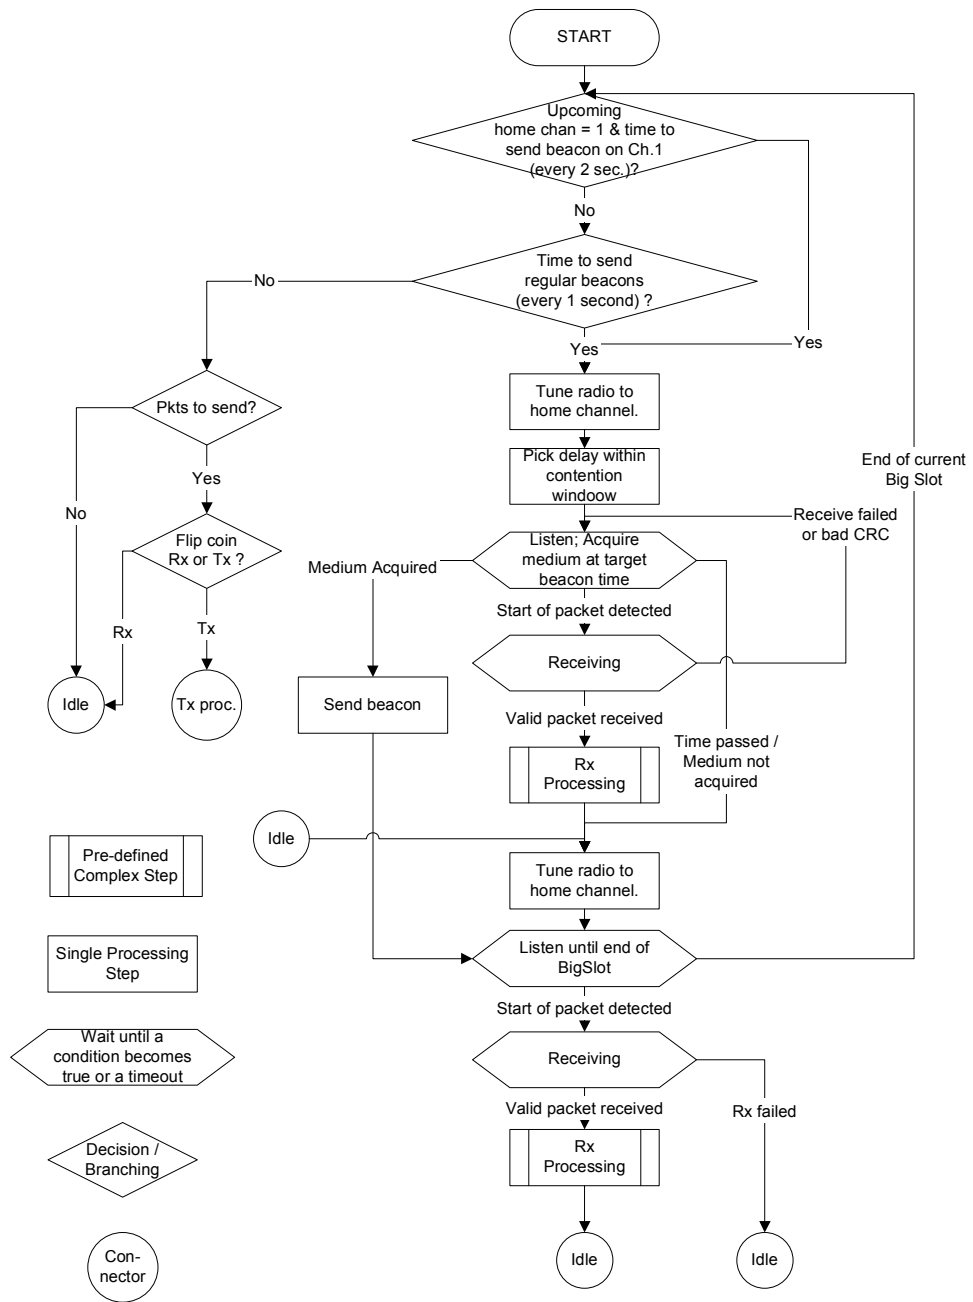 START
Upcoming
home chan = 1 & time to
send beacon on Ch.1
(every 2 sec.)?
No
Time to send
regular beacons
(every 1 second) ?
No
Yes
Yes
Pkts to send?
Tune radio to
home channel.
Pick delay within
contention
windoow
End of current
Big Slot
Yes
No
Receive failed
or bad CRC
Flip coin
Rx or Tx ?
Listen; Acquire
medium at target
beacon time
Medium Acquired
Start of packet detected
Rx
Tx
Receiving
Idle
Tx proc.
Send beacon
Valid packet received
Time passed /
Medium not
acquired
Rx
Processing
Idle
Pre-defined
Complex Step
Tune radio to
home channel.
Single Processing
Step
Listen until end of
BigSlot
Start of packet detected
Wait until a
condition becomes
true or a timeout
Receiving
Valid packet received
Rx failed
Decision /
Branching
Rx
Processing
Con-
nector
Idle
Idle